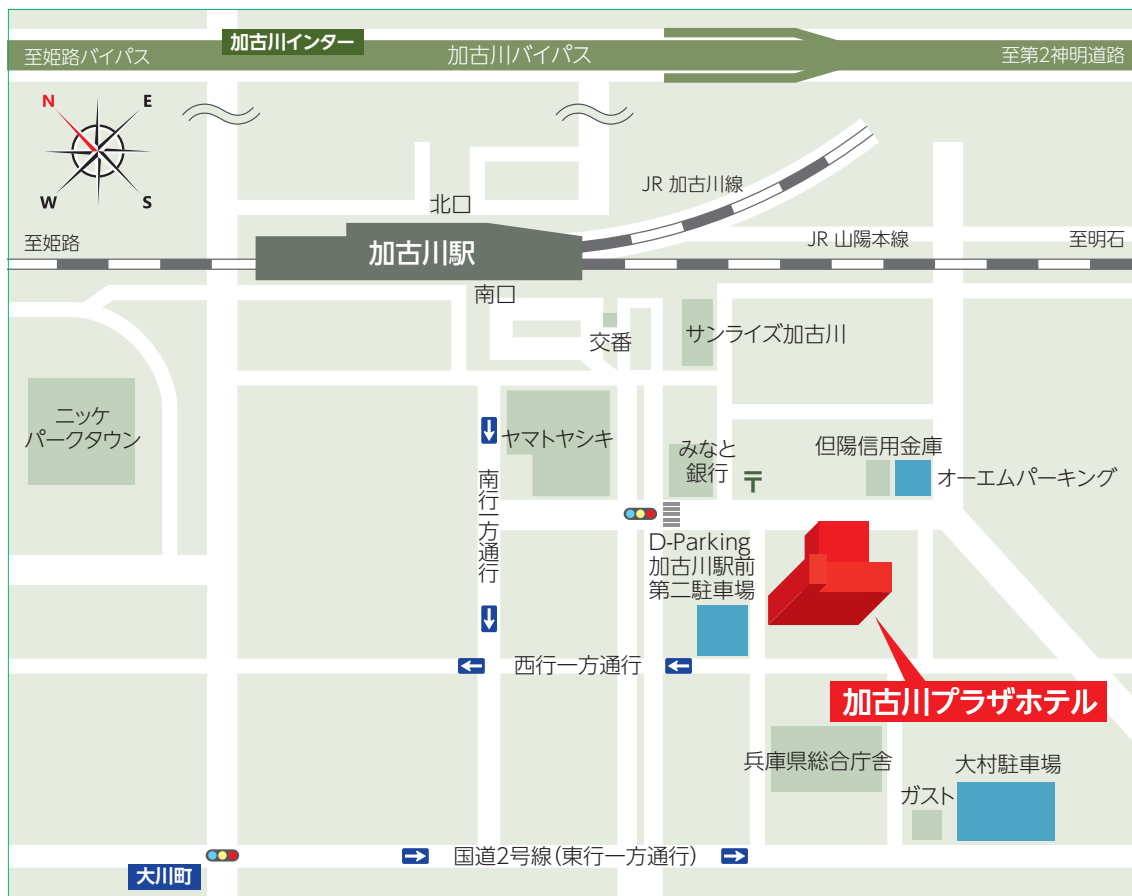 加古川インター
至姫路バイパス
加古川バイパス
至第2神明道路
N
E
W
S
JR 加古川線
北口
至姫路
加古川駅
JR 山陽本線
至明石
南口
交番
サンライズ加古川
ニッケ
パークタウン
ヤマトヤシキ
みなと
銀行
〒
但陽信用金庫
オーエムパーキング
南行一方通行
D-Parking
加古川駅前
第二駐車場
西行一方通行
加古川プラザホテル
兵庫県総合庁舎
大村駐車場
ガスト
国道2号線(東行一方通行)
大川町